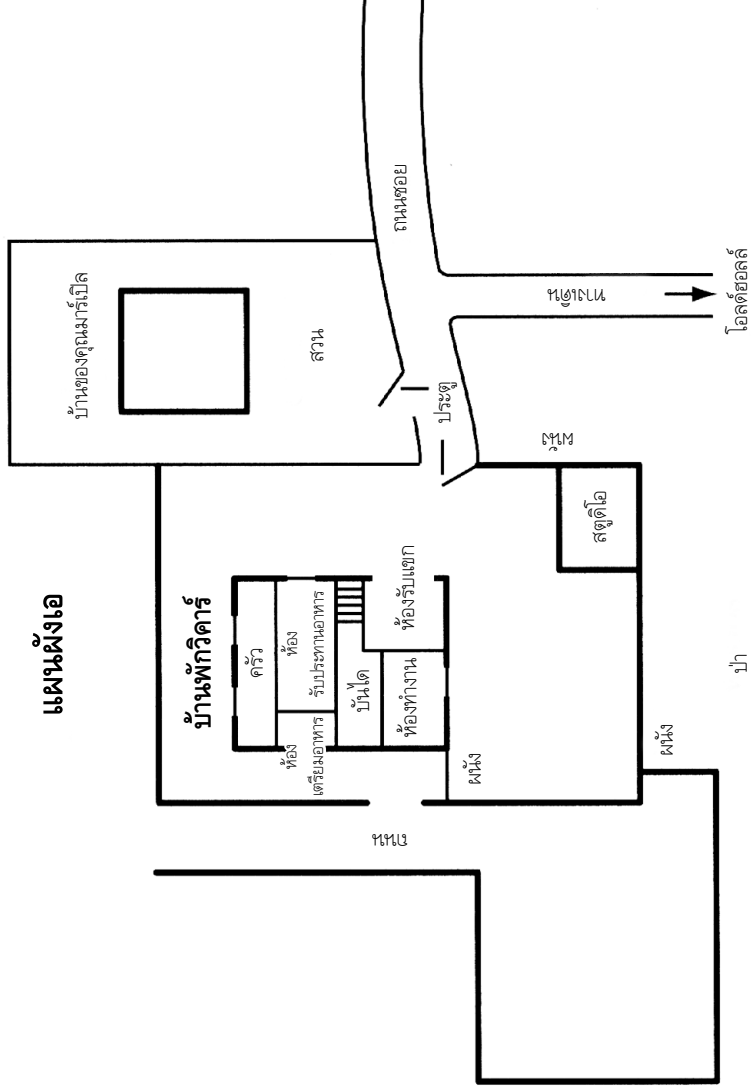 แผนผังเอ
บ้านของคุณมาร์เปิล
สวน
ถนนซอย
ทางเดิน
โอลด์ฮอลล์
ประตู
บ้านพักวิคาร์
ครัว
ห้อง
รับประทานอาหาร
ห้อง
เตรียมอาหาร
บันได
ห้องรับแขก
ห้องทำงาน
ผนัง
สตูดิโอ
ผนัง
ผนัง
ถนน
ป่า